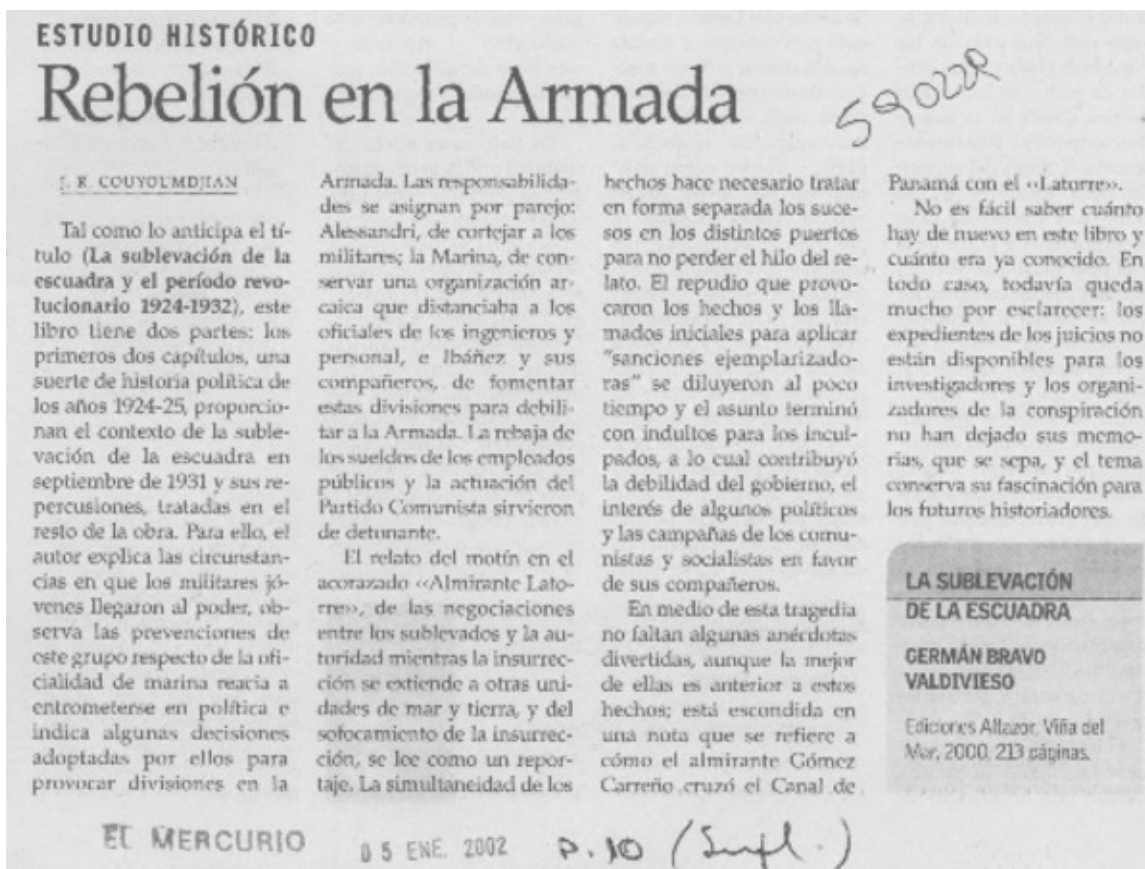 ESTUDIO HISTÓRICO
Rebelión en la Armada
590229
J. R. COUYOUMDJIAN
Tal como lo anticipa el tí-
tulo (La sublevación de la
escuadra y el período revo-
lucionario 1924-1932), este
libro tiene dos partes: los
primeros dos capítulos, una
suerte de historia política de
los años 1924-25, proporcio-
nan el contexto de la suble-
vación de la escuadra en
septiembre de 1931 y sus re-
percusiones, tratadas en el
resto de la obra. Para ello, el
autor explica las circunstan-
cias en que los militares jó-
venes llegaron al poder, ob-
serva las prevenciones de
este grupo respecto de la ofi-
cialidad de marina reacia a
entrometerse en política e
indica algunas decisiones
adoptadas por ellos para
provocar divisiones en la
Armada. Las responsabilida-
des se asignan por parejo:
Alessandri, de cortejar a los
militares; la Marina, de con-
servar una organización ar-
caica que distanciaba a los
oficiales de los ingenieros y
personal, e Ibáñez y sus
compañeros, de fomentar
estas divisiones para debili-
tar a la Armada. La rebaja de
los sueldos de los empleados
públicos y la actuación del
Partido Comunista sirvieron
de detonante.
El relato del motín en el
acorazado «Almirante Lato-
rre», de las negociaciones
entre los sublevados y la au-
toridad mientras la insurrec-
ción se extiende a otras uni-
dades de mar y tierra, y del
sofocamiento de la insurrec-
ción, se lee como un repor-
taje. La simultaneidad de los
hechos hace necesario tratar
en forma separada los suce-
sos en los distintos puertos
para no perder el hilo del re-
lato. El repudio que provo-
caron los hechos y los lla-
mados iniciales para aplicar
"sanciones ejemplarizado-
ras" se diluyeron al poco
tiempo y el asunto terminó
con indultos para los incul-
pados, a lo cual contribuyó
la debilidad del gobierno, el
interés de algunos políticos
y las campañas de los comu-
nistas y socialistas en favor
de sus compañeros.
En medio de esta tragedia
no faltan algunas anécdotas
divertidas, aunque la mejor
de ellas es anterior a estos
hechos; está escondida en
una nota que se refiere a
cómo el almirante Gómez
Carreño cruzó el Canal de
Panamá con el «Latorre».
No es fácil saber cuánto
hay de nuevo en este libro y
cuánto era ya conocido. En
todo caso, todavía queda
mucho por esclarecer: los
expedientes de los juicios no
están disponibles para los
investigadores y los organi-
zadores de la conspiración
no han dejado sus memo-
rias, que se sepa, y el tema
conserva su fascinación para
los futuros historiadores.
LA SUBLEVACIÓN
DE LA ESCUADRA
GERMÁN BRAVO
VALDIVIESO
Ediciones Altazor, Viña del
Mar, 2000, 213 páginas.
EL MERCURIO 05 ENE. 2002 P. 10 (Supl.)